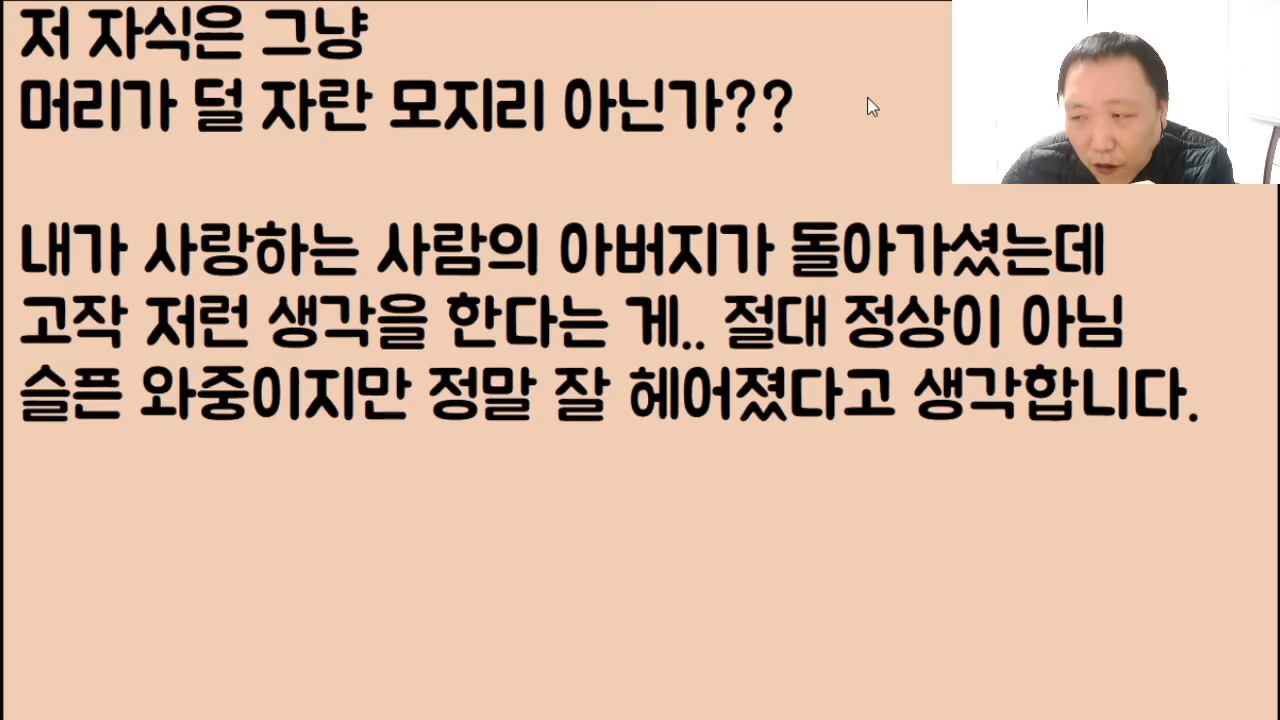 저 자식은 그냥
머리가 덜 자란 모지리 아닌가??
내가 사랑하는 사람의 아버지가 돌아가셨는데
고작 저런 생각을 한다는 게.. 절대 정상이 아님
슬픈 와중이지만 정말 잘 헤어졌다고 생각합니다.